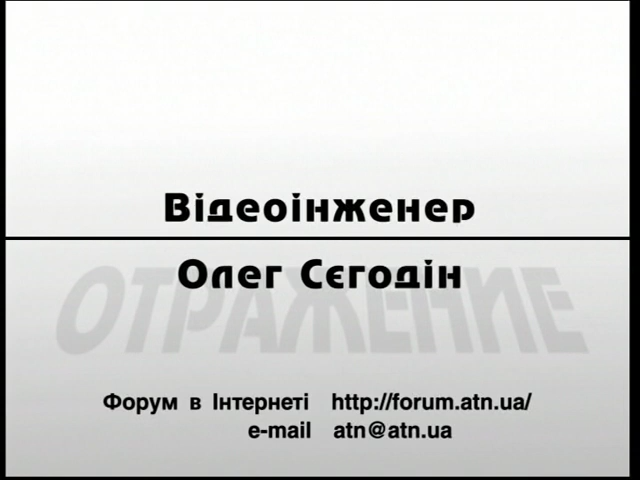 Відеоінженер
Олег Сєгодін
ОТРАЖЕНИЕ
Форум в Інтернеті http://forum.atn.ua/
e-mail atn@atn.ua